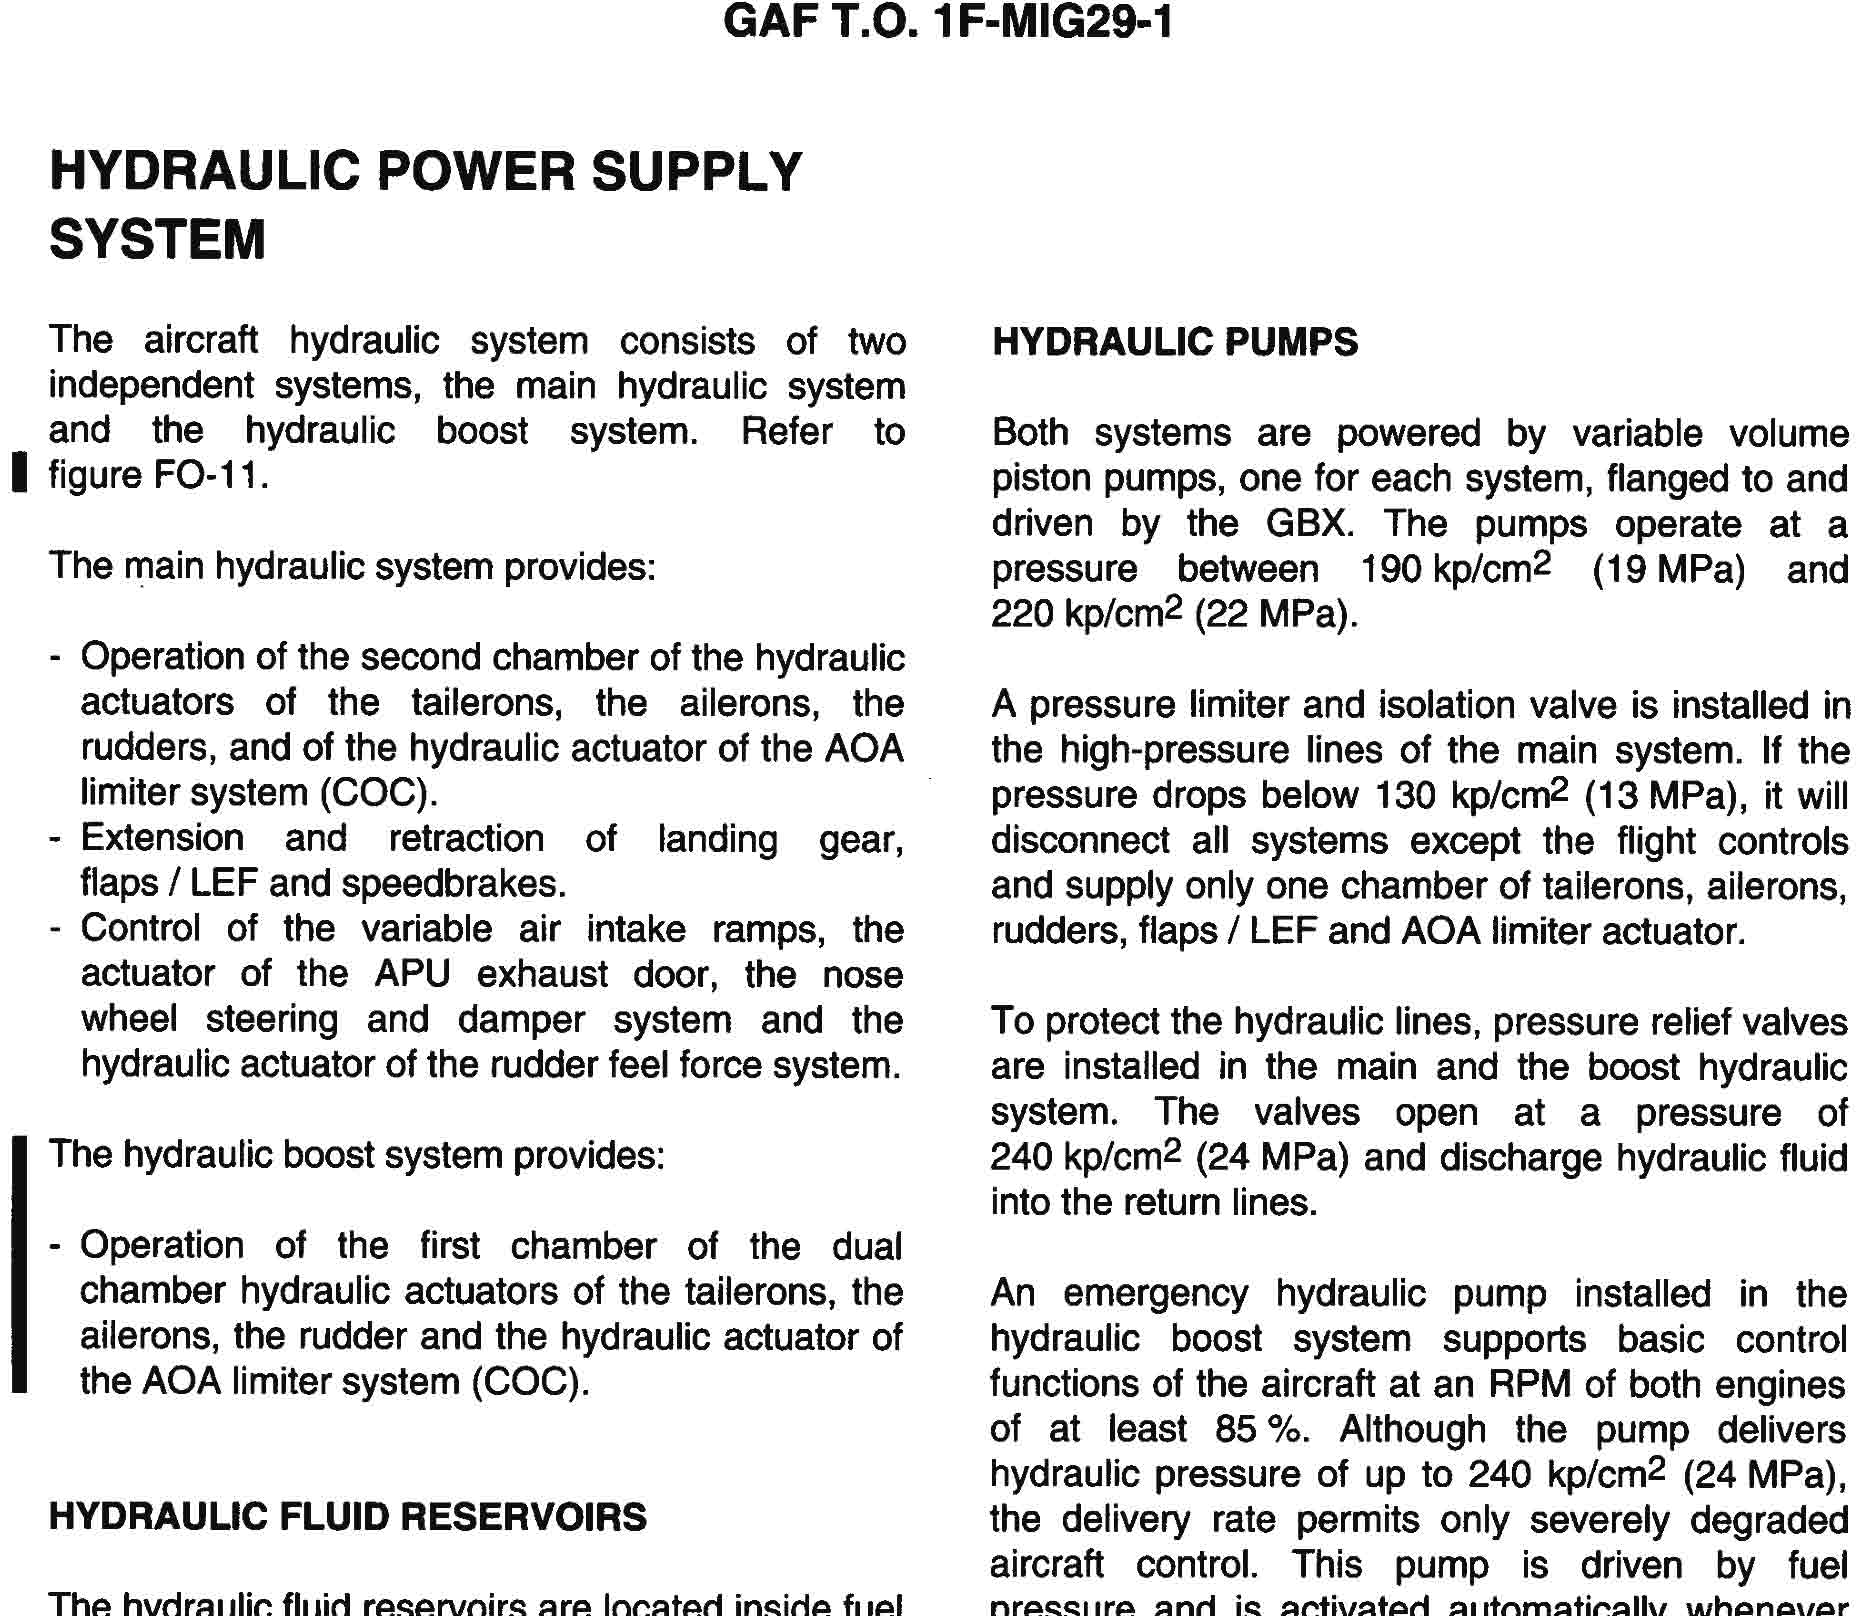 GAF T.O. 1F-MIG29-1
HYDRAULIC POWER SUPPLY
SYSTEM
The aircraft hydraulic system consists of two
independent systems, the main hydraulic system
and the hydraulic boost system. Refer to
figure FO-11.
The main hydraulic system provides:
- Operation of the second chamber of the hydraulic
actuators of the tailerons, the ailerons, the
rudders, and of the hydraulic actuator of the AOA
limiter system (COC).
- Extension and retraction of landing gear,
flaps / LEF and speedbrakes.
- Control of the variable air intake ramps, the
actuator of the APU exhaust door, the nose
wheel steering and damper system and the
hydraulic actuator of the rudder feel force system.
The hydraulic boost system provides:
- Operation of the first chamber of the dual
chamber hydraulic actuators of the tailerons, the
ailerons, the rudder and the hydraulic actuator of
the AOA limiter system (COC).
HYDRAULIC FLUID RESERVOIRS
The hydraulic fluid reservoirs are located inside fuel
HYDRAULIC PUMPS
Both systems are powered by variable volume
piston pumps, one for each system, flanged to and
driven by the GBX. The pumps operate at a
pressure between 190 kp/cm2 (19 MPa) and
220 kp/cm2 (22 MPa).
A pressure limiter and isolation valve is installed in
the high-pressure lines of the main system. If the
pressure drops below 130 kp/cm2 (13 MPa), it will
disconnect all systems except the flight controls
and supply only one chamber of tailerons, ailerons,
rudders, flaps / LEF and AOA limiter actuator.
To protect the hydraulic lines, pressure relief valves
are installed in the main and the boost hydraulic
system. The valves open at a pressure of
240 kp/cm2 (24 MPa) and discharge hydraulic fluid
into the return lines.
An emergency hydraulic pump installed in the
hydraulic boost system supports basic control
functions of the aircraft at an RPM of both engines
of at least 85 %. Although the pump delivers
hydraulic pressure of up to 240 kp/cm2 (24 MPa),
the delivery rate permits only severely degraded
aircraft control. This pump is driven by fuel
pressure and is activated automatically whenever